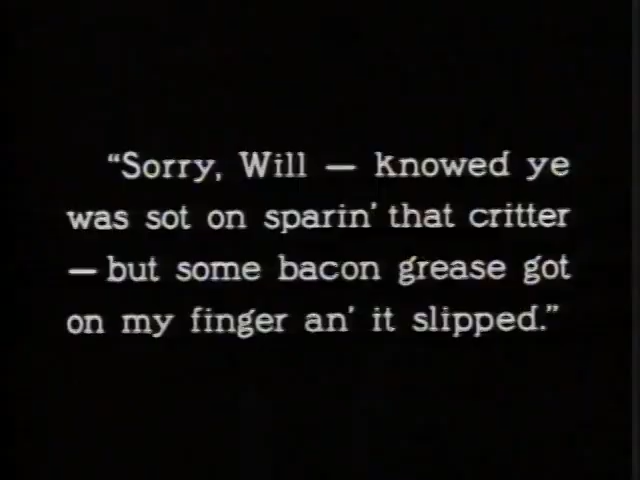 “Sorry, Will — knowed ye
was sot on sparin’ that critter
— but some bacon grease got
on my finger an’ it slipped.”